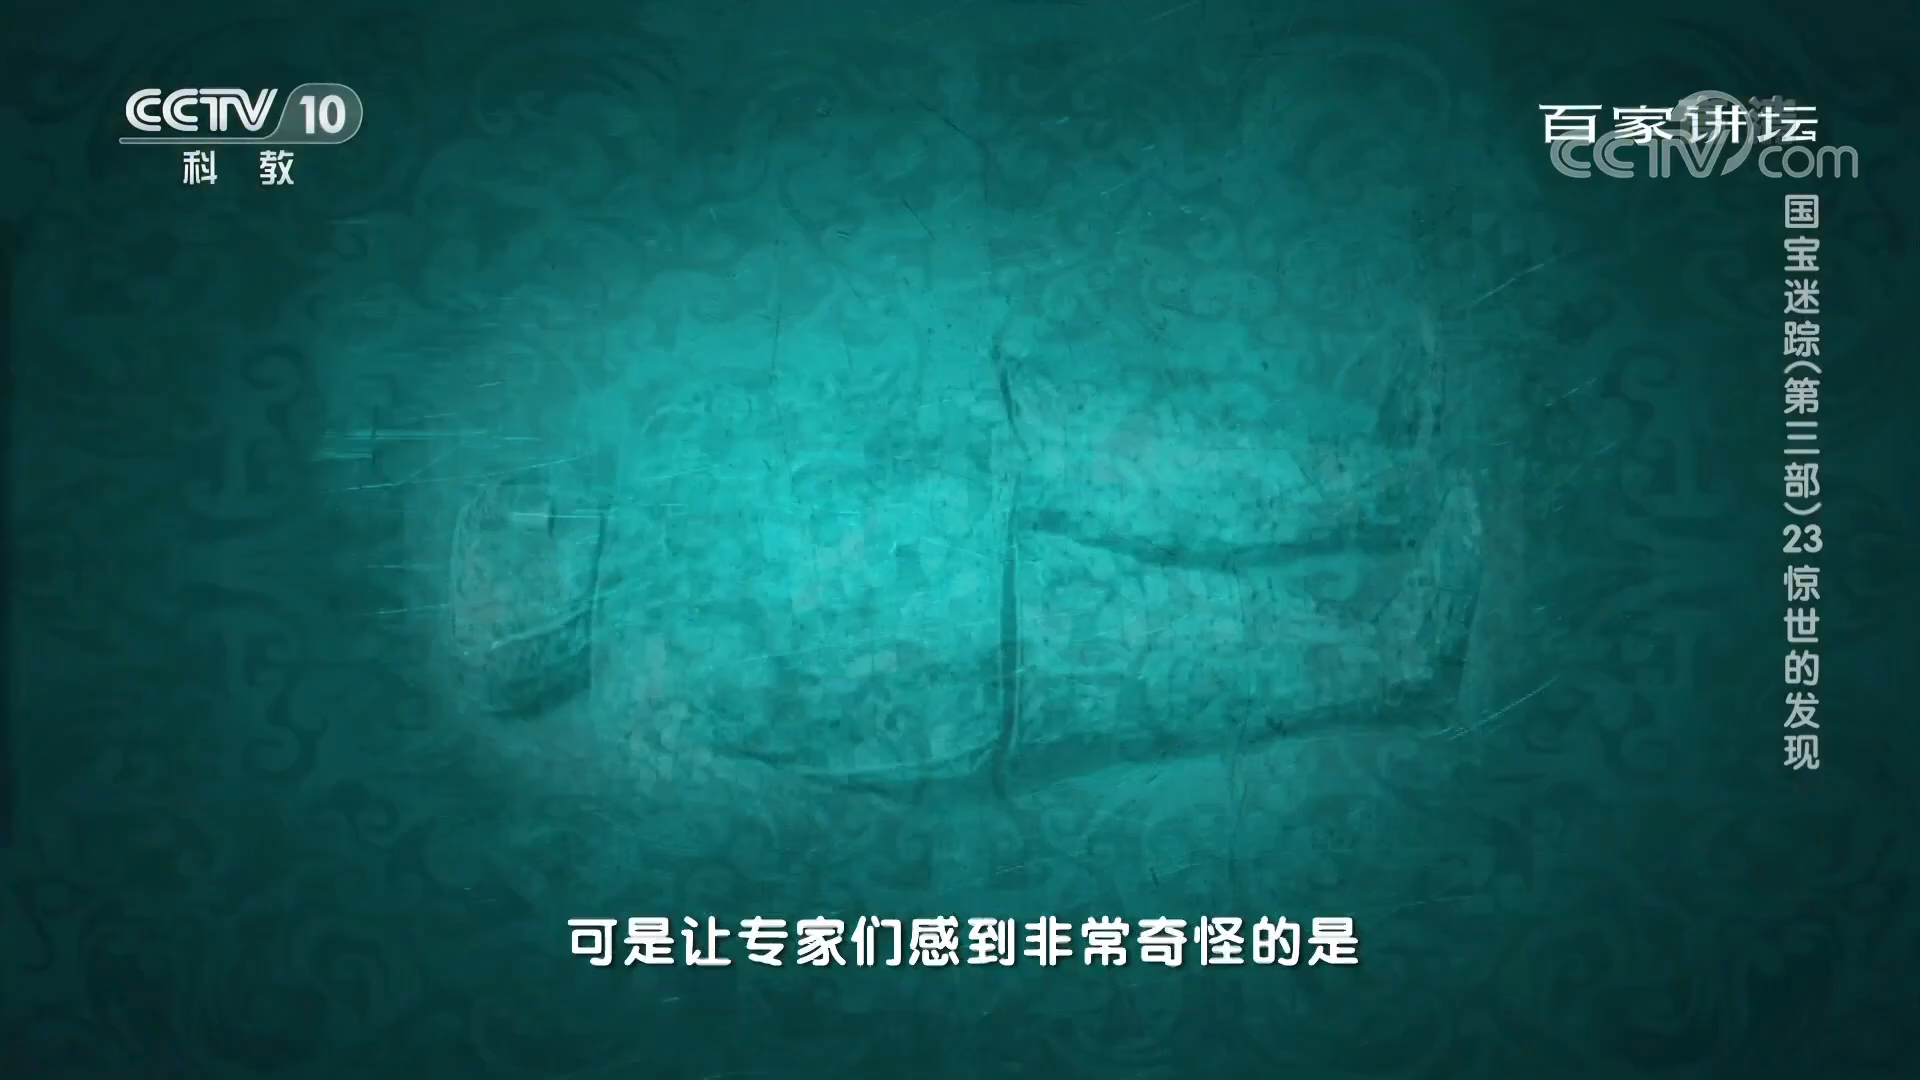 CCTV 10
科 教
百家讲坛
CCTV.com
国宝迷踪(第三部)23惊世的发现
可是让专家们感到非常奇怪的是